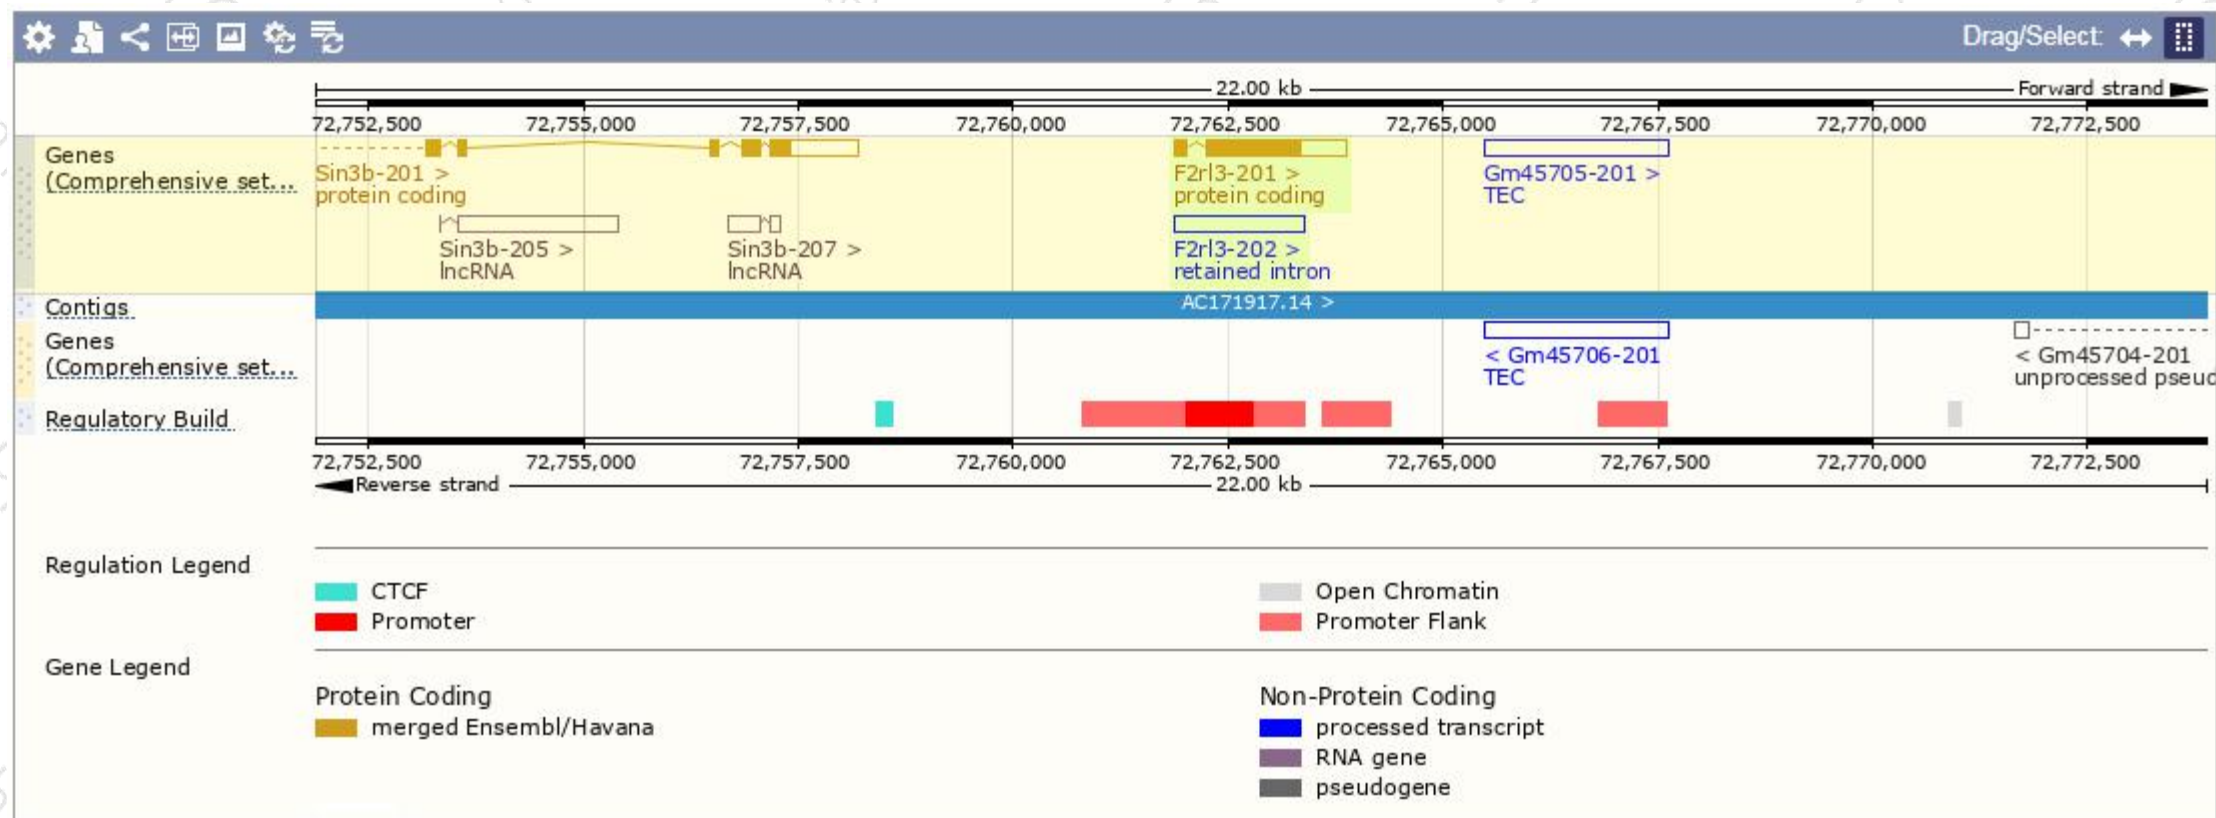 Drag/Select:
22.00 kb Forward strand
72,752,500 72,755,000 72,757,500 72,760,000 72,762,500 72,765,000 72,767,500 72,770,000 72,772,500
Genes
(Comprehensive set...
Sin3b-201 >
protein coding
F2rl3-201 >
protein coding
Gm45705-201 >
TEC
Sin3b-205 >
lncRNA
Sin3b-207 >
lncRNA
F2rl3-202 >
retained intron
Contigs
AC171917.14 >
Genes
(Comprehensive set...
< Gm45706-201
TEC
< Gm45704-201
unprocessed pseud
Regulatory Build
72,752,500 72,755,000 72,757,500 72,760,000 72,762,500 72,765,000 72,767,500 72,770,000 72,772,500
Reverse strand 22.00 kb
Regulation Legend
CTCF
Open Chromatin
Promoter
Promoter Flank
Gene Legend
Protein Coding
merged Ensembl/Havana
Non-Protein Coding
processed transcript
RNA gene
pseudogene